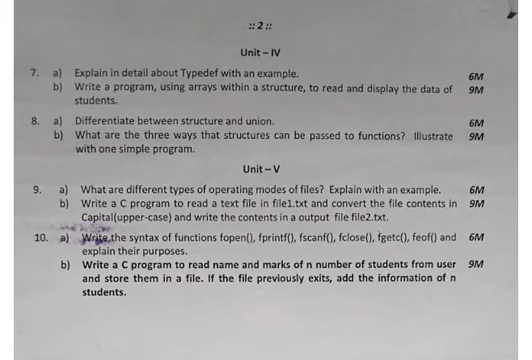 :: 2 ::
Unit – IV
7. a) Explain in detail about Typedef with an example. 6M
b) Write a program, using arrays within a structure, to read and display the data of 9M
students.
8. a) Differentiate between structure and union. 6M
b) What are the three ways that structures can be passed to functions? Illustrate 9M
with one simple program.
Unit – V
9. a) What are different types of operating modes of files? Explain with an example. 6M
b) Write a C program to read a text file in file1.txt and convert the file contents in 9M
Capital(upper-case) and write the contents in a output file file2.txt.
10. a) Write the syntax of functions fopen(), fprintf(), fscanf(), fclose(), fgetc(), feof() and 6M
explain their purposes.
b) Write a C program to read name and marks of n number of students from user 9M
and store them in a file. If the file previously exits, add the information of n
students.